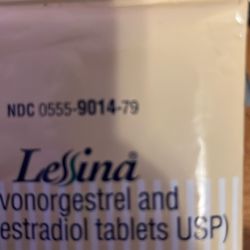 NDC 0555-9014-79
Lessina®
vonorgestrel and
estradiol tablets USP)